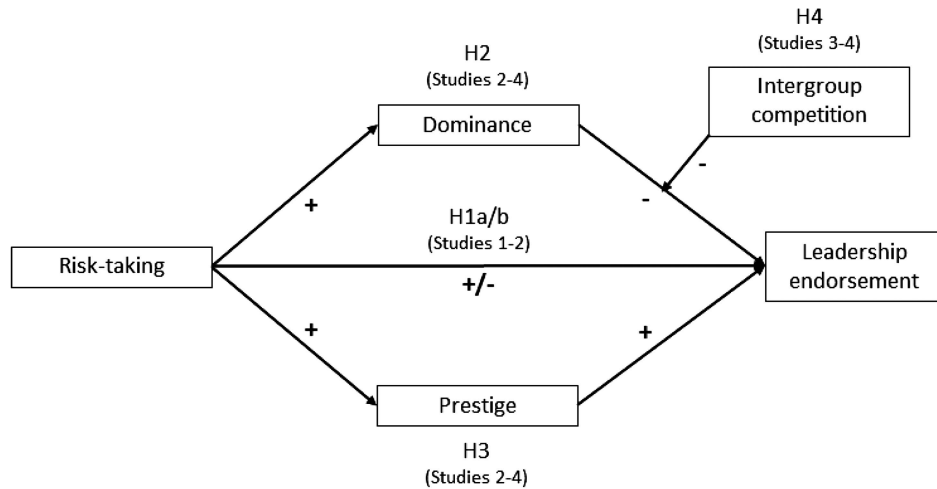 H4
(Studies 3-4)
H2
(Studies 2-4)
Intergroup
competition
Dominance
-
+
-
H1a/b
(Studies 1-2)
Risk-taking
Leadership
endorsement
+/-
+
+
Prestige
H3
(Studies 2-4)